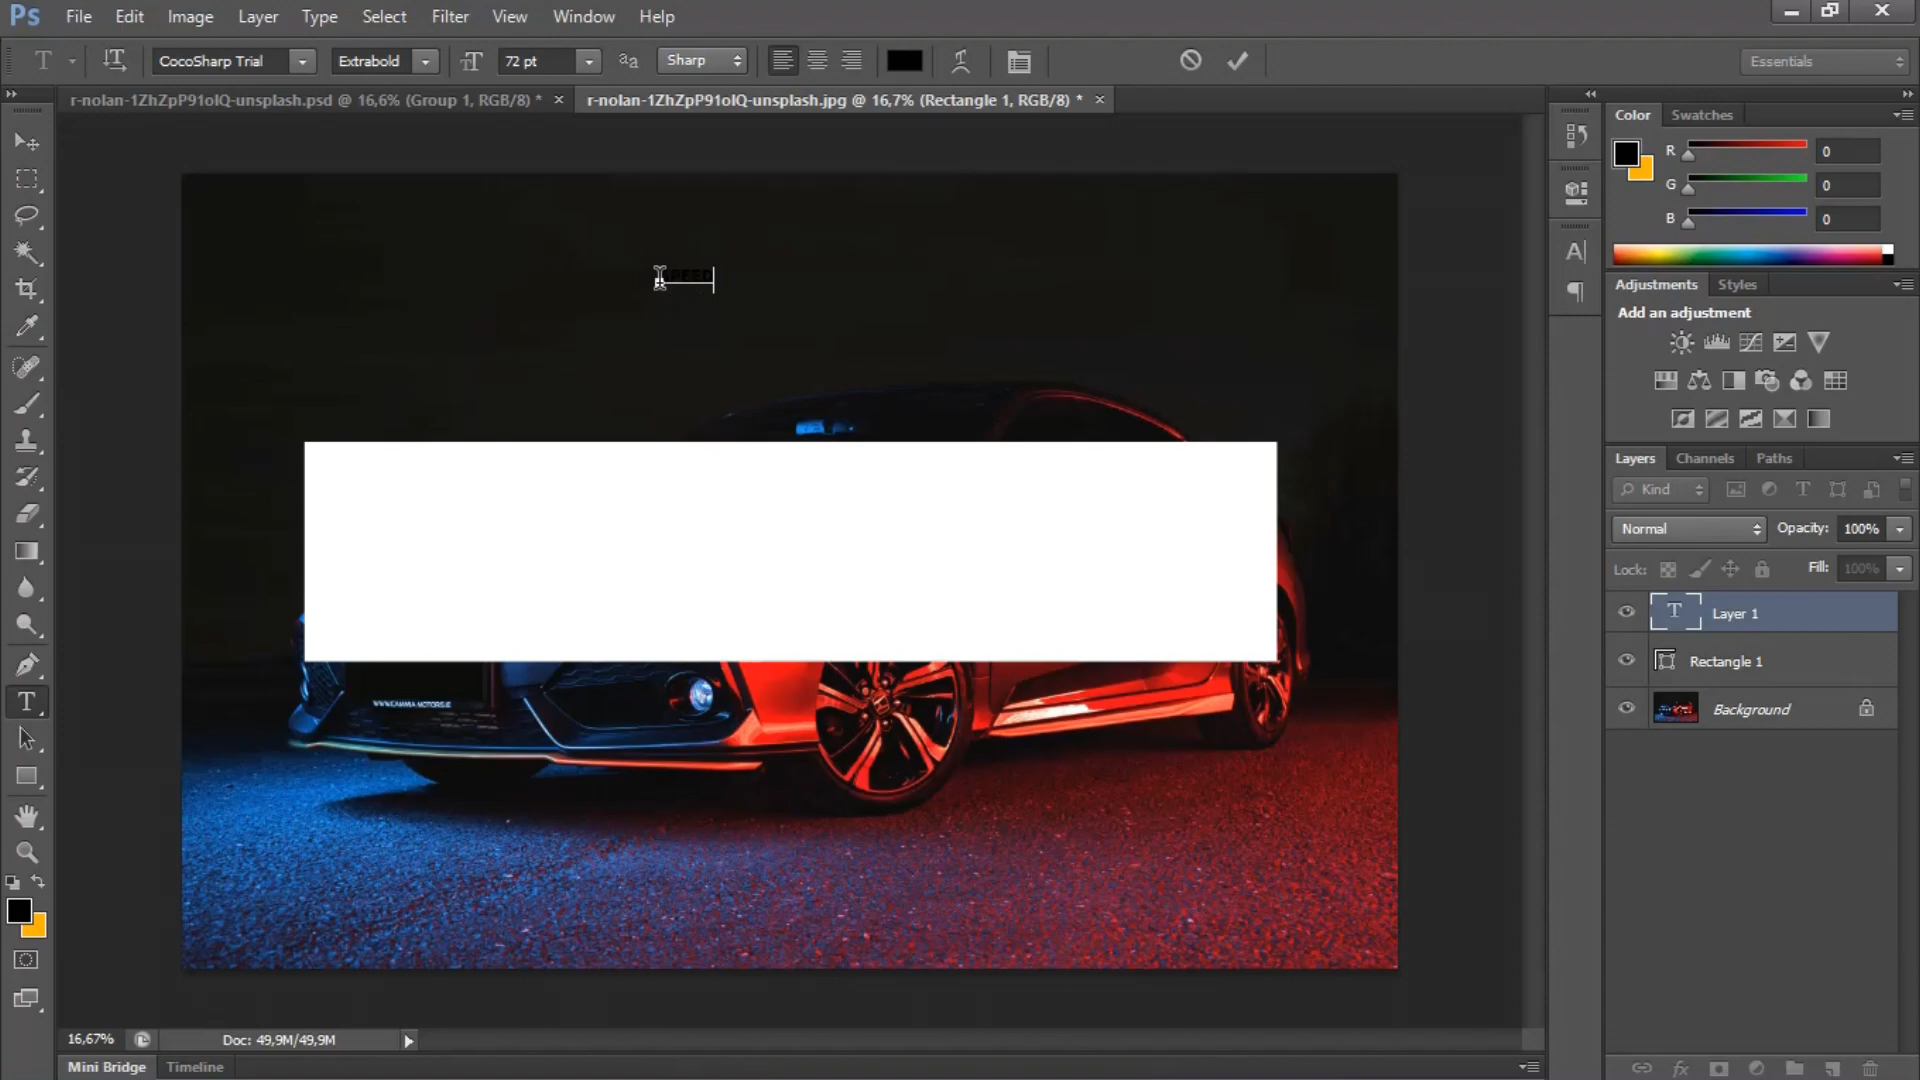 Ps File Edit Image Layer Type Select Filter View Window Help
T CocoSharp Trial Extrabold 72 pt aa Sharp Essentials
r-nolan-1ZhZpP91olQ-unsplash.psd @ 16,6% (Group 1, RGB/8) * × r-nolan-1ZhZpP91olQ-unsplash.jpg @ 16,7% (Rectangle 1, RGB/8) * ×
Color Swatches
R 0
G 0
B 0
Adjustments Styles
Add an adjustment
Layers Channels Paths
Kind
Normal Opacity: 100%
Lock: Fill: 100%
T Layer 1
Rectangle 1
Background
SPEED
16,67% Doc: 49,9M/49,9M
Mini Bridge Timeline